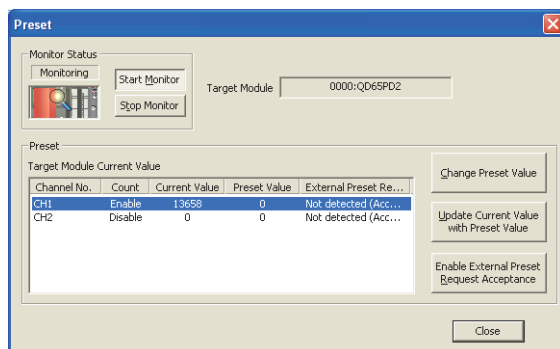 Preset
Monitor Status
Monitoring
Start Monitor
Stop Monitor
Target Module
0000:QD65PD2
Preset
Target Module Current Value
Channel No. Count Current Value Preset Value External Preset Re...
CH1 Enable 13658 0 Not detected (Acc...
CH2 Disable 0 0 Not detected (Acc...
Change Preset Value
Update Current Value
with Preset Value
Enable External Preset
Request Acceptance
Close